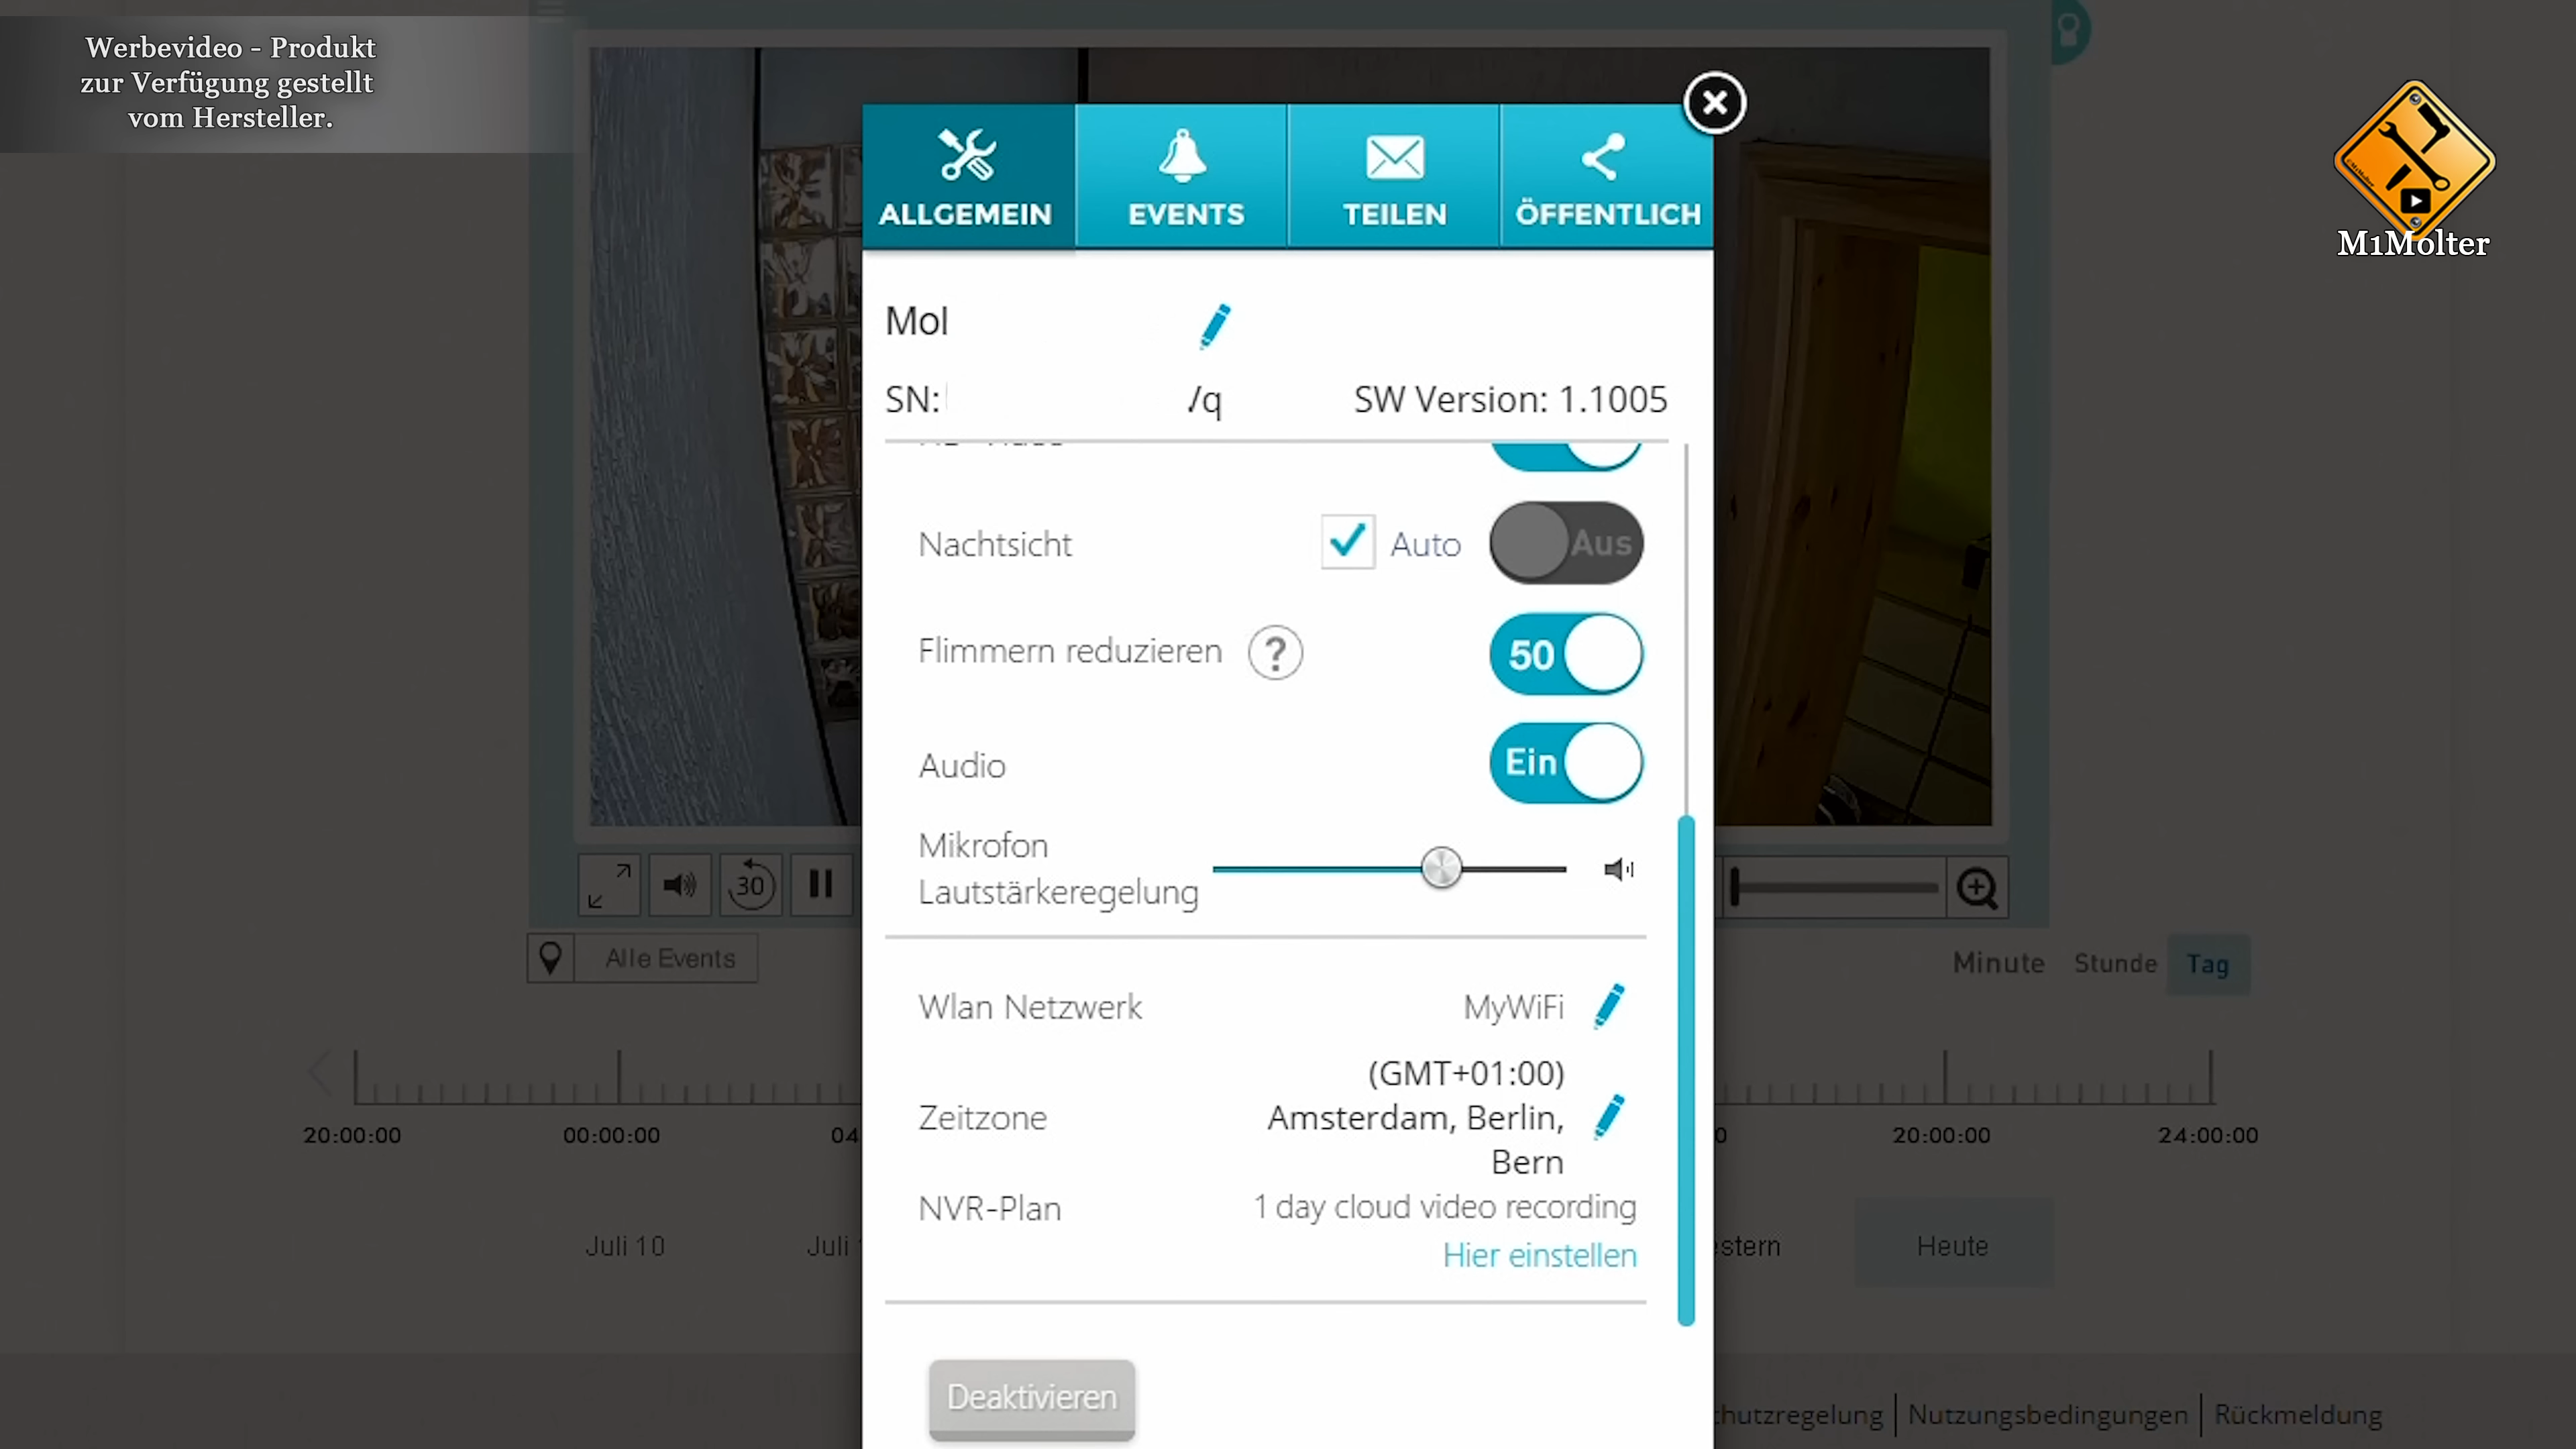 Werbevideo - Produkt
zur Verfügung gestellt
vom Hersteller.
M1Molter
ALLGEMEIN
EVENTS
TEILEN
ÖFFENTLICH
Mol
SN:
/q
SW Version: 1.1005
Nachtsicht
Auto
Aus
Flimmern reduzieren
?
50
Audio
Ein
Mikrofon
Lautstärkeregelung
30
Alle Events
Minute
Stunde
Tag
Wlan Netzwerk
MyWiFi
Zeitzone
(GMT+01:00)
Amsterdam, Berlin,
Bern
20:00:00
00:00:00
04
0
20:00:00
24:00:00
NVR-Plan
1 day cloud video recording
Hier einstellen
Juli 10
Juli
estern
Heute
Deaktivieren
hutzregelung
Nutzungsbedingungen
Rückmeldung